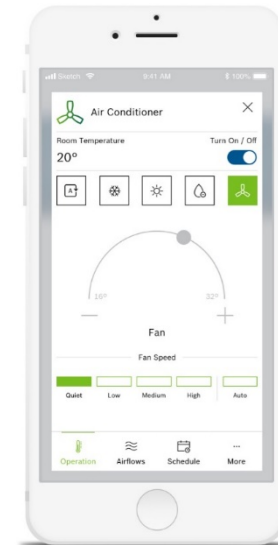 Sketch 9:41 AM 100%
Air Conditioner
Room Temperature Turn On / Off
20°
A
16° 32°
Fan
Fan Speed
Quiet Low Medium High Auto
Operation Airflows Schedule More